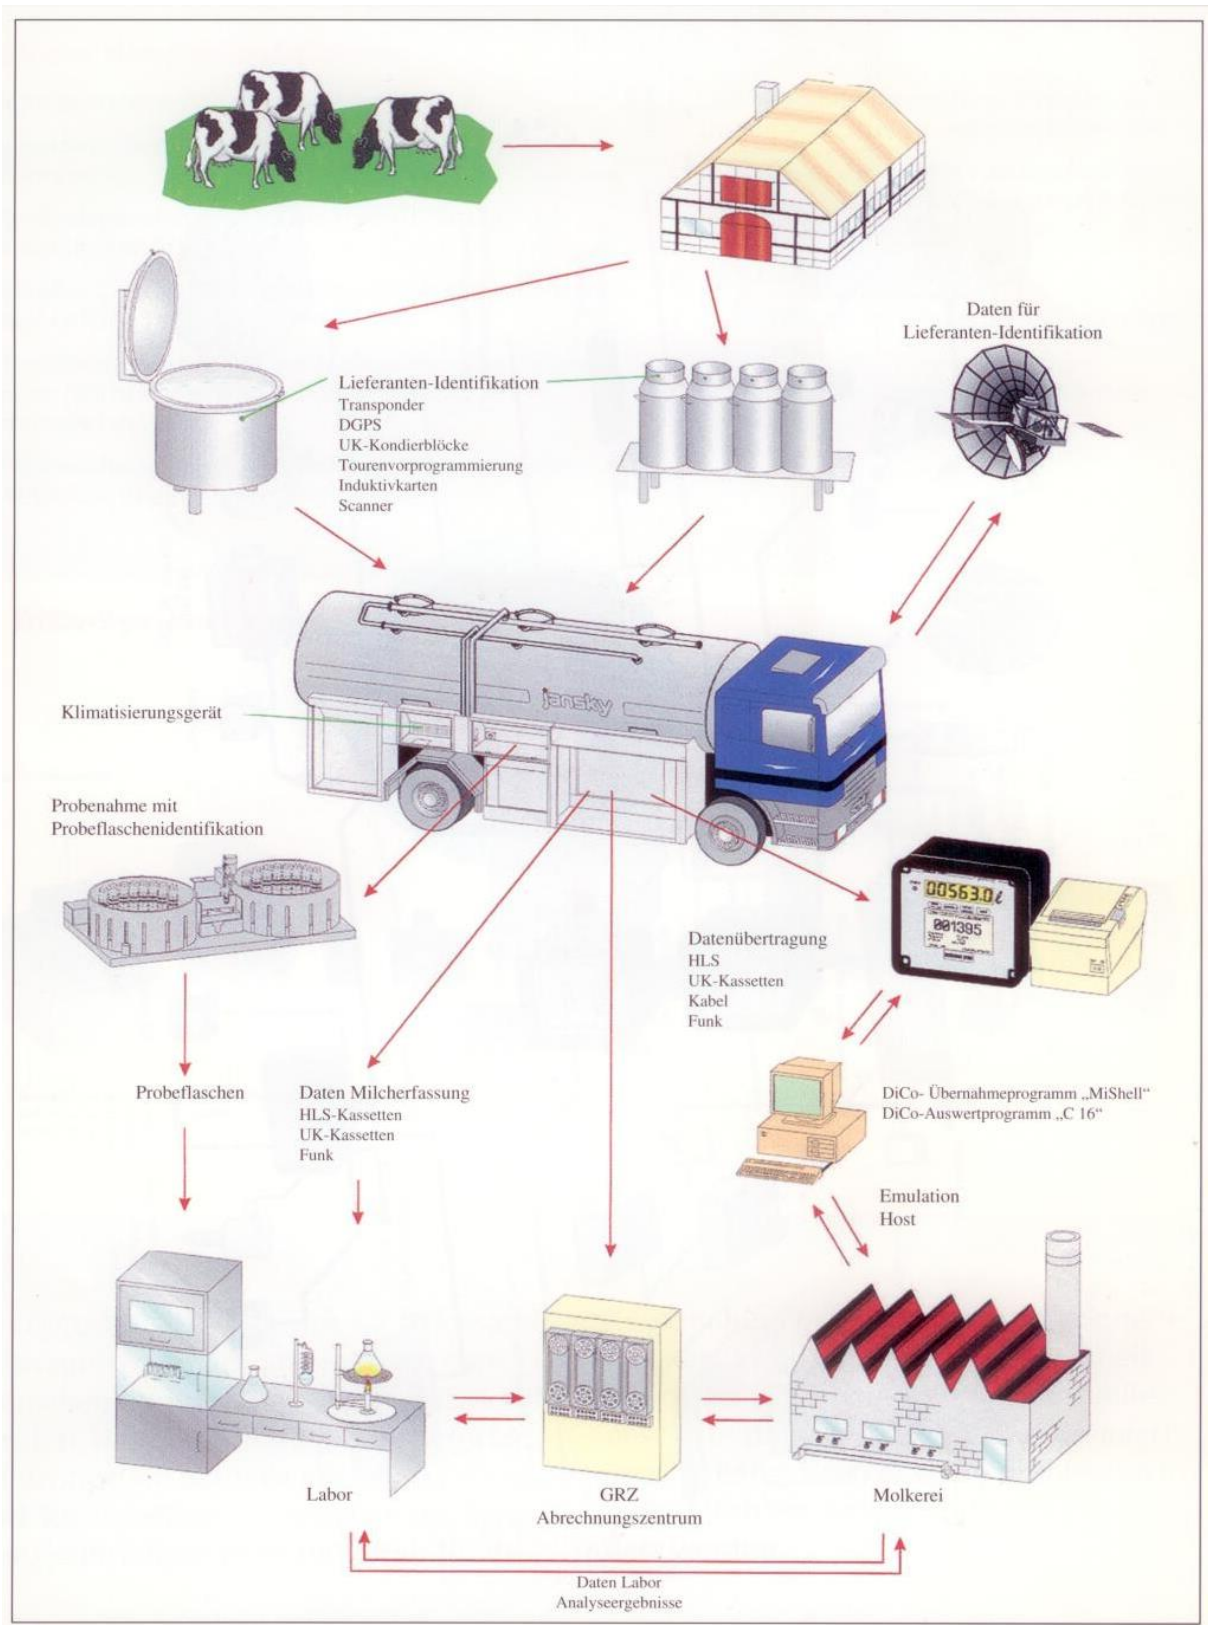 Daten für
Lieferanten-Identifikation
Lieferanten-Identifikation
Transponder
DGPS
UK-Kondierblöcke
Tourenvorprogrammierung
Induktivkarten
Scanner
jansky
Klimatisierungsgerät
Probenahme mit
Probeflaschenidentifikation
00563.0ℓ
001395
Datenübertragung
HLS
UK-Kassetten
Kabel
Funk
Probeflaschen
Daten Milcherfassung
HLS-Kassetten
UK-Kassetten
Funk
DiCo- Übernahmeprogramm „MiShell“
DiCo-Auswertprogramm „C 16“
Emulation
Host
Labor
GRZ
Abrechnungszentrum
Molkerei
Daten Labor
Analyseergebnisse